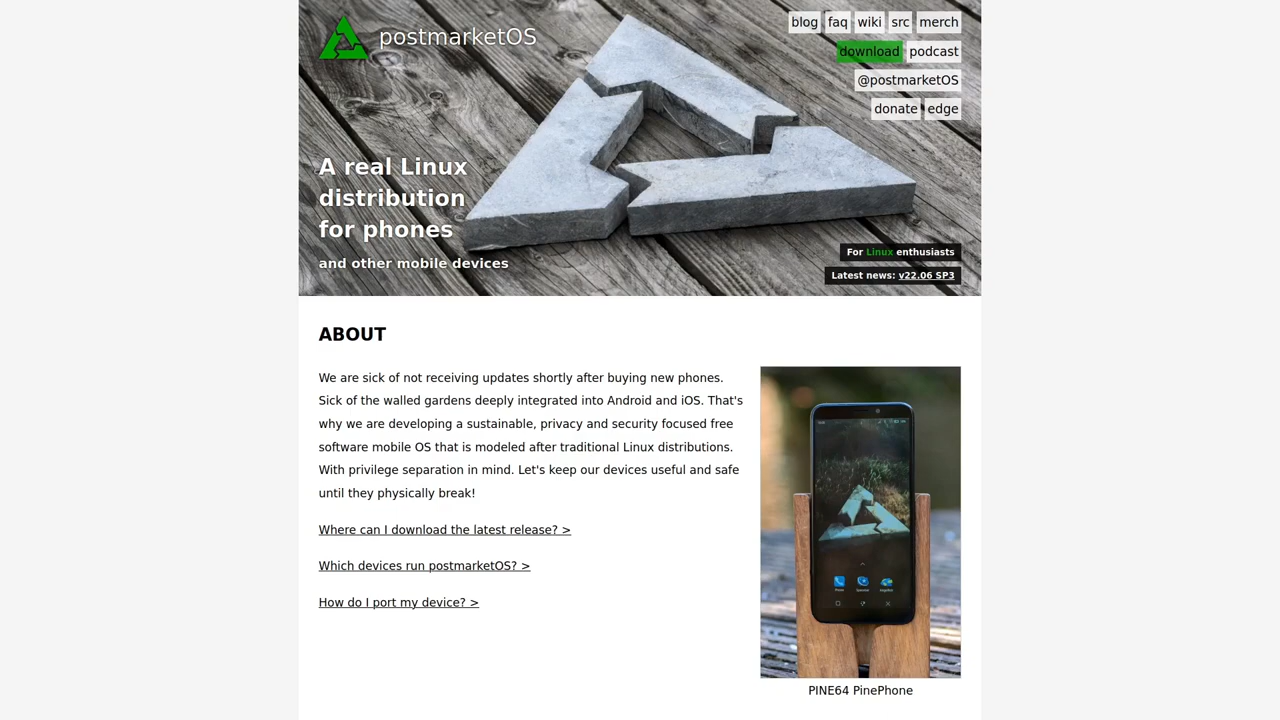 postmarketOS
blog faq wiki src merch
download podcast
@postmarketOS
donate edge
A real Linux
distribution
for phones
and other mobile devices
For Linux enthusiasts
Latest news: v22.06 SP3
ABOUT
We are sick of not receiving updates shortly after buying new phones.
Sick of the walled gardens deeply integrated into Android and iOS. That's
why we are developing a sustainable, privacy and security focused free
software mobile OS that is modeled after traditional Linux distributions.
With privilege separation in mind. Let's keep our devices useful and safe
until they physically break!
Where can I download the latest release? >
Which devices run postmarketOS? >
How do I port my device? >
PINE64 PinePhone